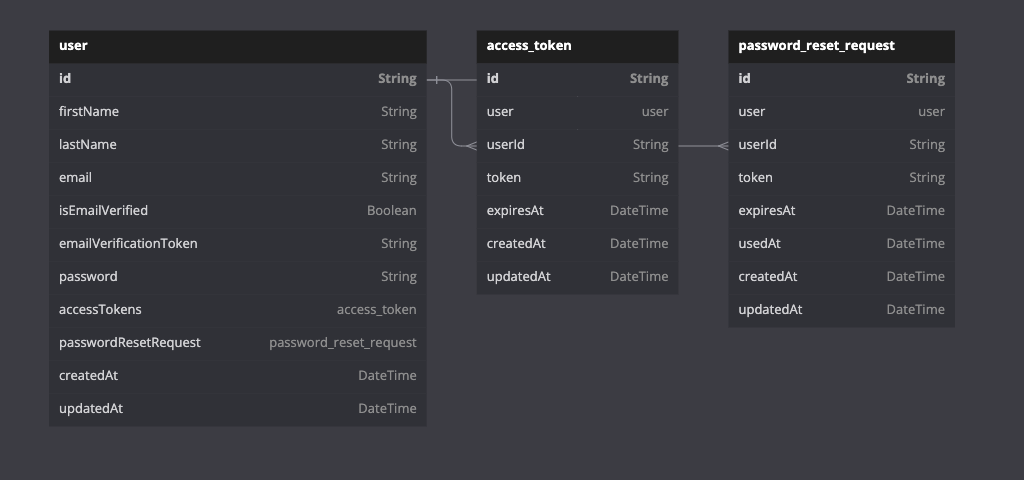 user
id String
firstName String
lastName String
email String
isEmailVerified Boolean
emailVerificationToken String
password String
accessTokens access_token
passwordResetRequest password_reset_request
createdAt DateTime
updatedAt DateTime
access_token
id String
user user
userId String
token String
expiresAt DateTime
createdAt DateTime
updatedAt DateTime
password_reset_request
id String
user user
userId String
token String
expiresAt DateTime
usedAt DateTime
createdAt DateTime
updatedAt DateTime